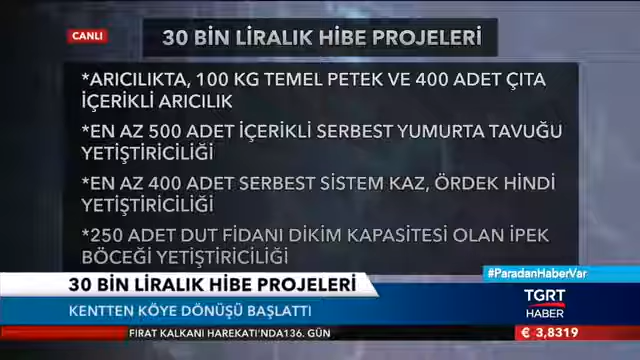 CANLI
30 BİN LİRALIK HİBE PROJELERİ
*ARICILIKTA, 100 KG TEMEL PETEK VE 400 ADET ÇITA
İÇERİKLİ ARICILIK
*EN AZ 500 ADET İÇERİKLİ SERBEST YUMURTA TAVUĞU
YETİŞTİRİCİLİĞİ
*EN AZ 400 ADET SERBEST SİSTEM KAZ, ÖRDEK HİNDİ
YETİŞTİRİCİLİĞİ
*250 ADET DUT FİDANI DİKİM KAPASİTESİ OLAN İPEK
BÖCEĞİ YETİŞTİRİCİLİĞİ
#ParadanHaberVar
30 BİN LİRALIK HİBE PROJELERİ
KENTTEN KÖYE DÖNÜŞÜ BAŞLATTI
TGRT
HABER
FIRAT KALKANI HAREKATI'NDA136. GÜN
€ 3,8319